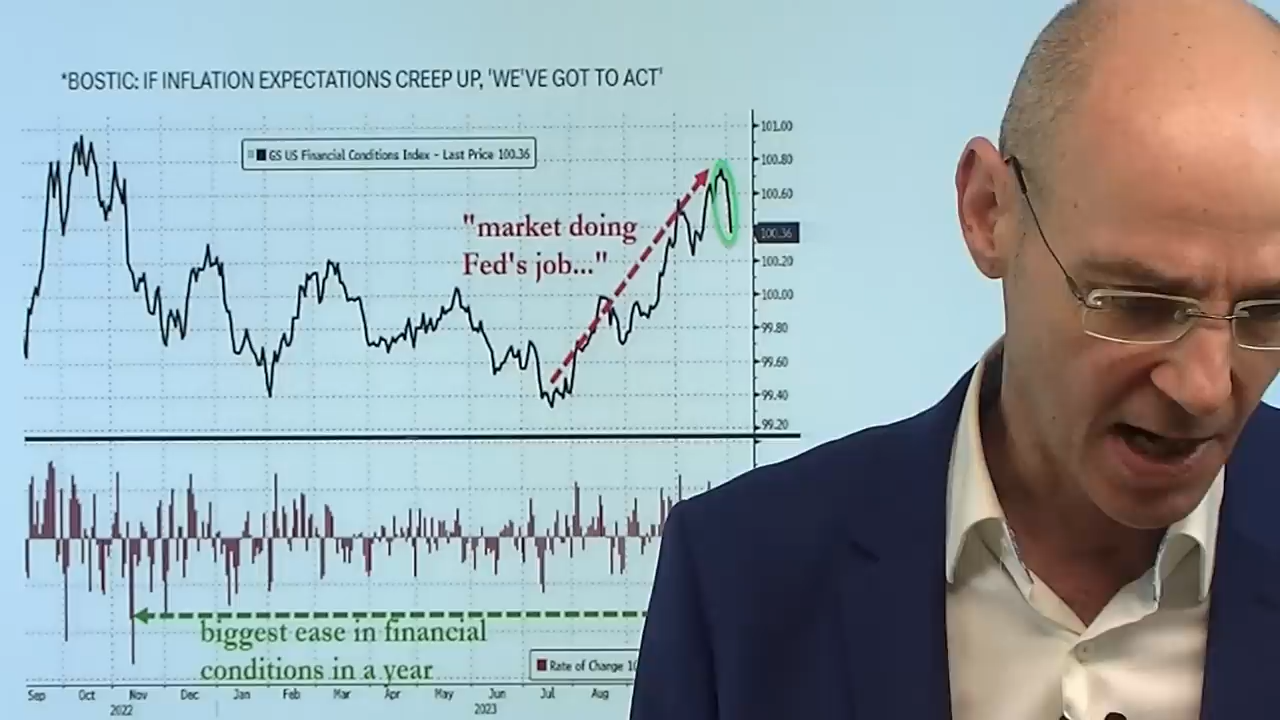 *BOSTIC: IF INFLATION EXPECTATIONS CREEP UP, 'WE'VE GOT TO ACT'
GS US Financial Conditions Index - Last Price 100.36
"market doing
Fed's job..."
101.00
100.80
100.60
100.36
100.20
100.00
99.80
99.60
99.40
99.20
biggest ease in financial
conditions in a year
Rate of Change
Sep Oct Nov Dec Jan Feb Mar Apr May Jun Jul Aug
2022 2023